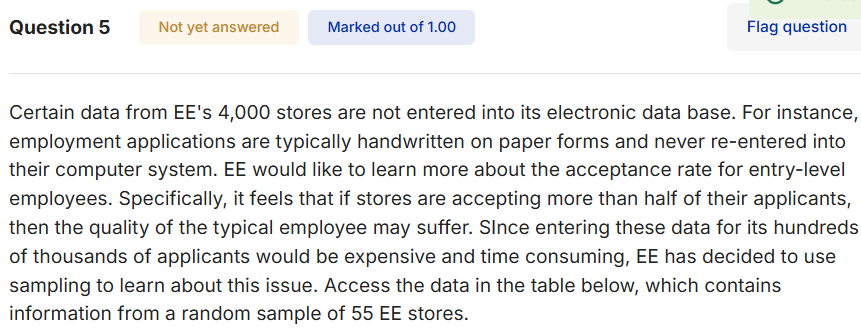 Question 5 Not yet answered Marked out of 1.00 Flag question
Certain data from EE's 4,000 stores are not entered into its electronic data base. For instance,
employment applications are typically handwritten on paper forms and never re-entered into
their computer system. EE would like to learn more about the acceptance rate for entry-level
employees. Specifically, it feels that if stores are accepting more than half of their applicants,
then the quality of the typical employee may suffer. SInce entering these data for its hundreds
of thousands of applicants would be expensive and time consuming, EE has decided to use
sampling to learn about this issue. Access the data in the table below, which contains
information from a random sample of 55 EE stores.